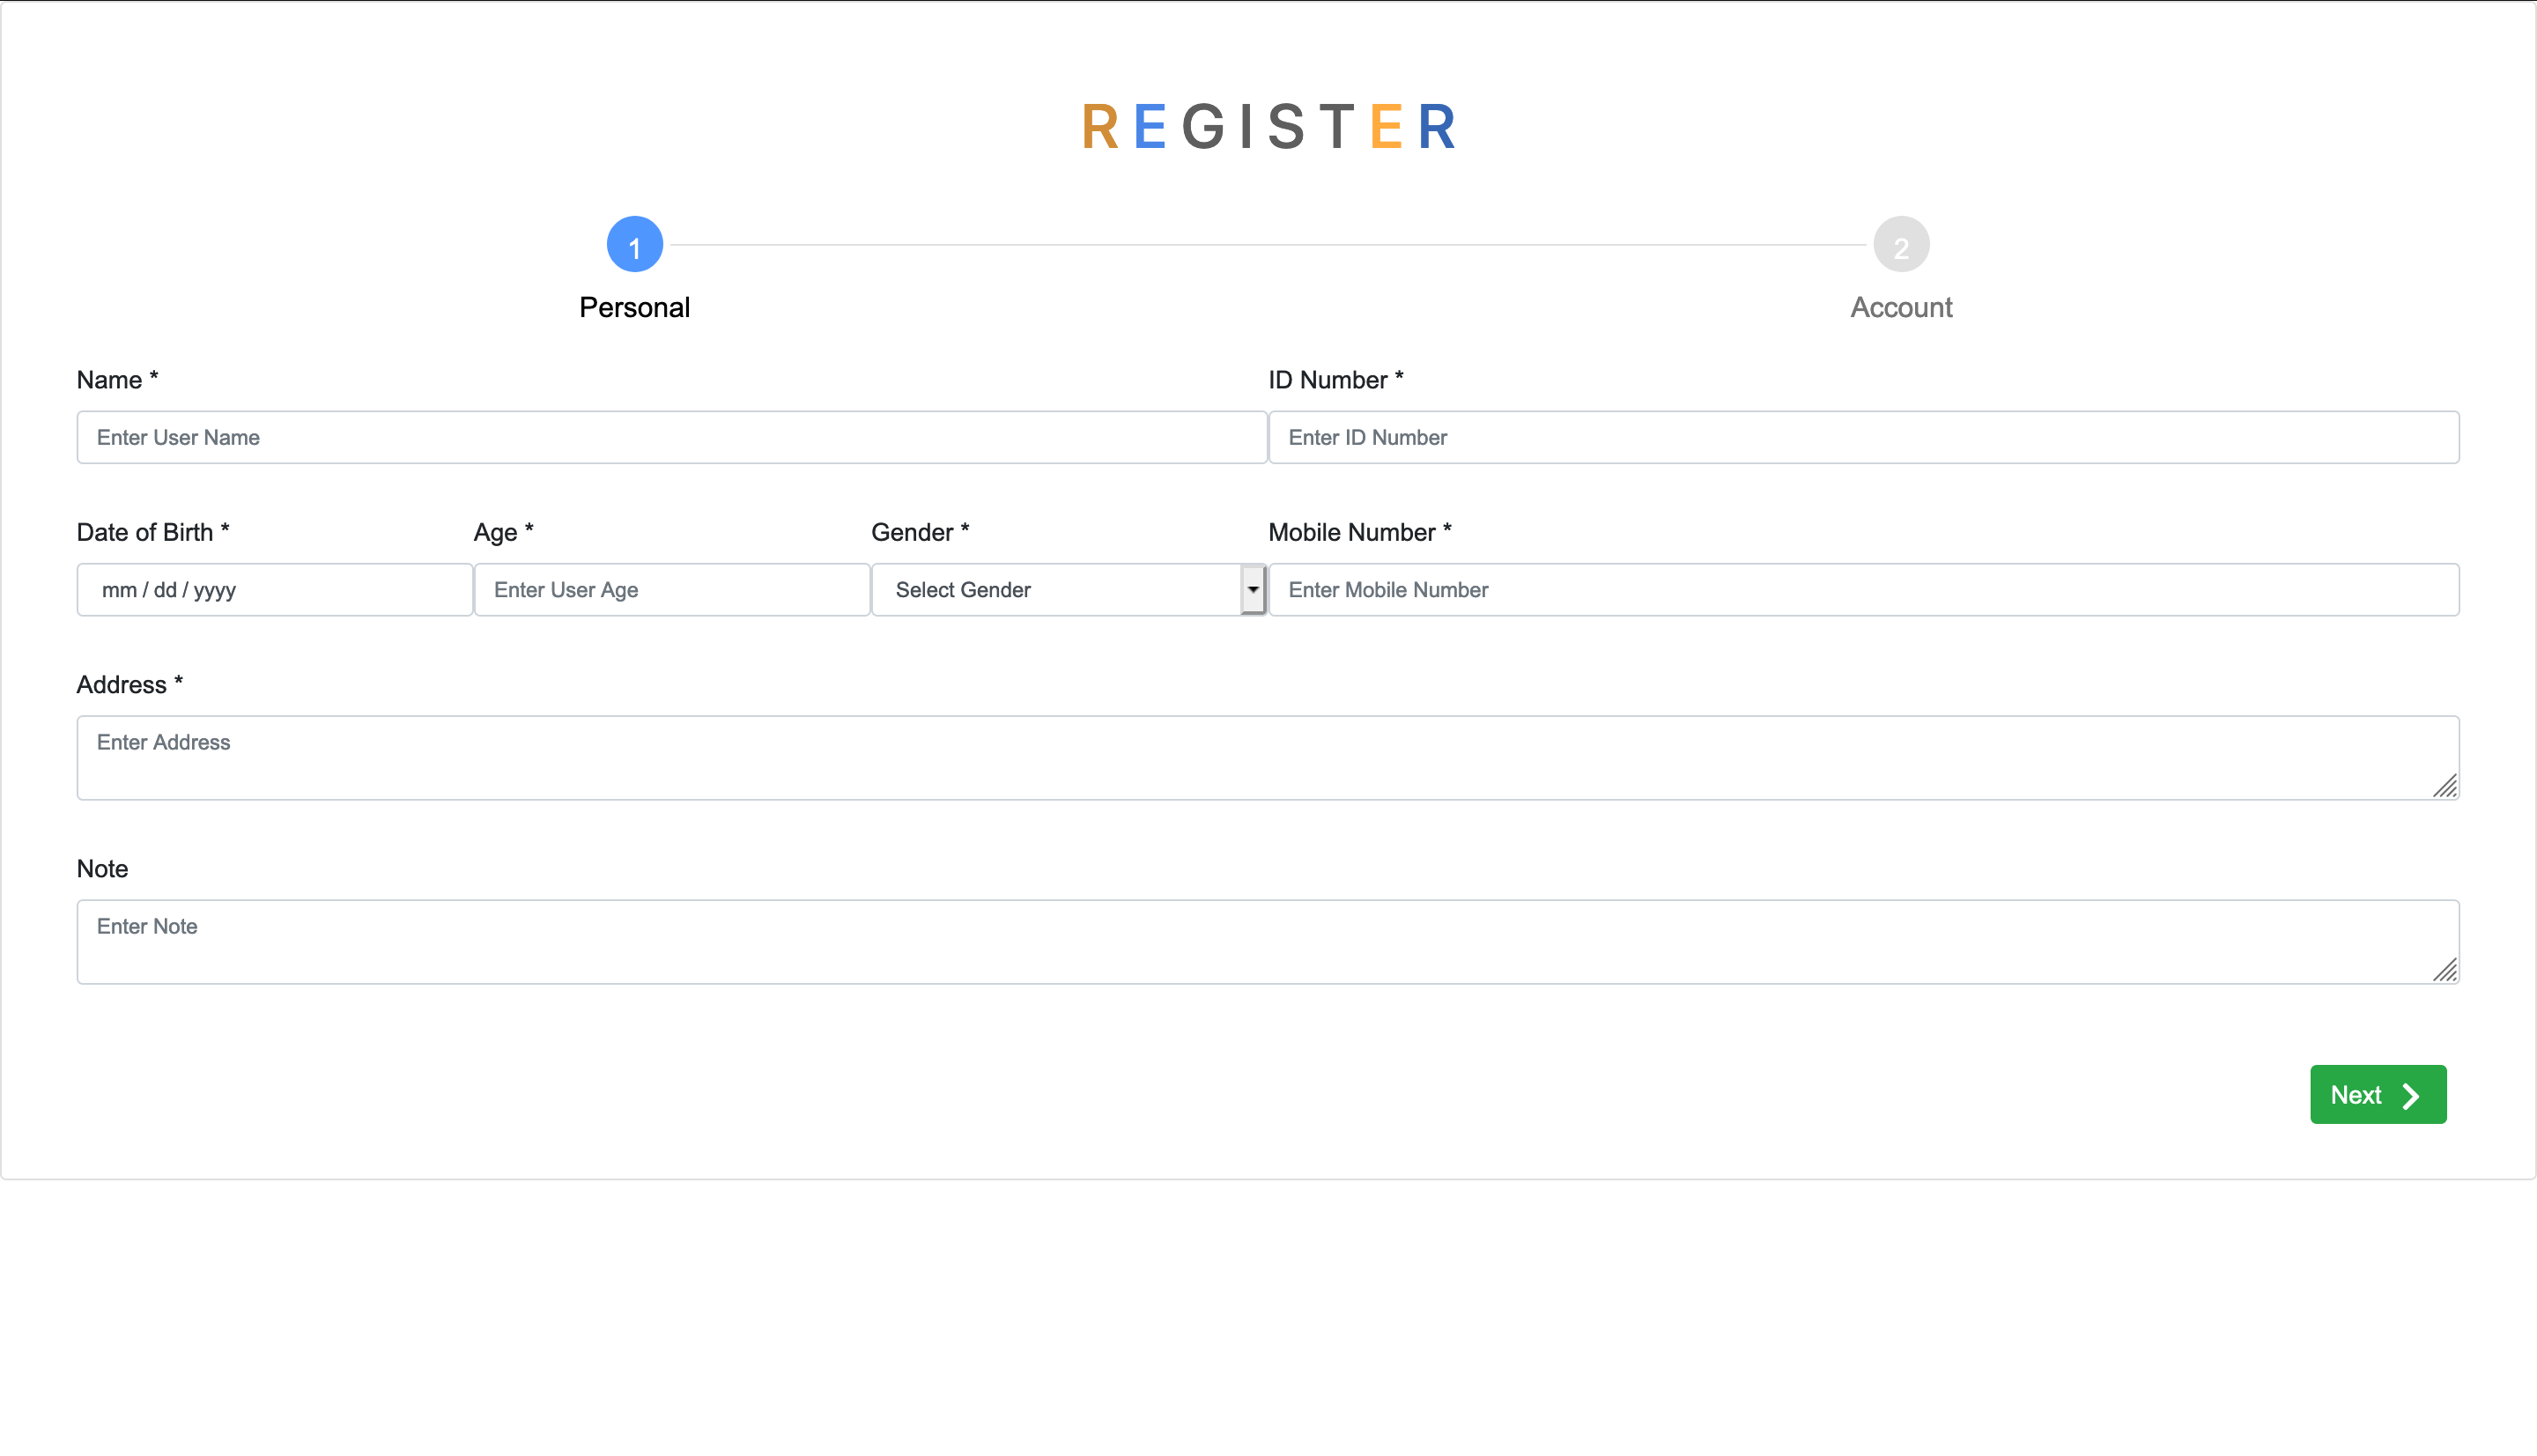 REGISTER
1 2
Personal Account
Name * ID Number *
Enter User Name Enter ID Number
Date of Birth * Age * Gender * Mobile Number *
mm / dd / yyyy Enter User Age Select Gender Enter Mobile Number
Address *
Enter Address
Note
Enter Note
Next